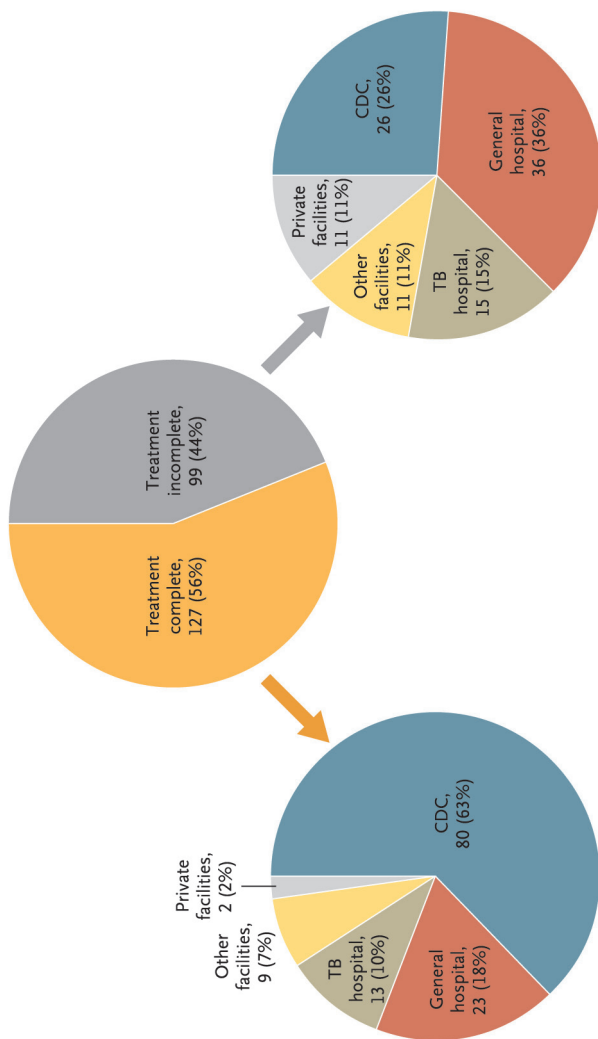 Treatment
complete,
127 (56%)
Treatment
incomplete,
99 (44%)
Private
facilities,
2 (2%)
Other
facilities,
9 (7%)
TB
hospital,
13 (10%)
General
hospital,
23 (18%)
CDC,
80 (63%)
Private
facilities,
11 (11%)
Other
facilities,
11 (11%)
TB
hospital,
15 (15%)
General
hospital,
36 (36%)
CDC,
26 (26%)